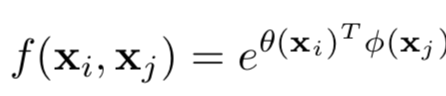 f(𝐱ᵢ, 𝐱ⱼ) = e^{θ(𝐱ᵢ)^T ϕ(𝐱ⱼ)}